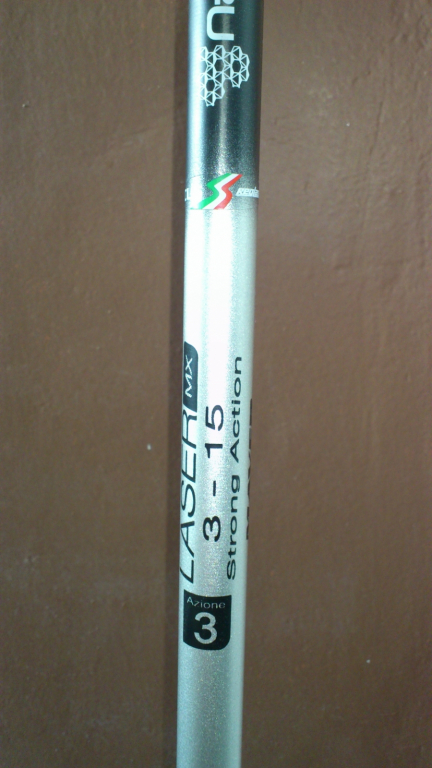 LASER MX
3 - 15
Strong Action
Azione
3